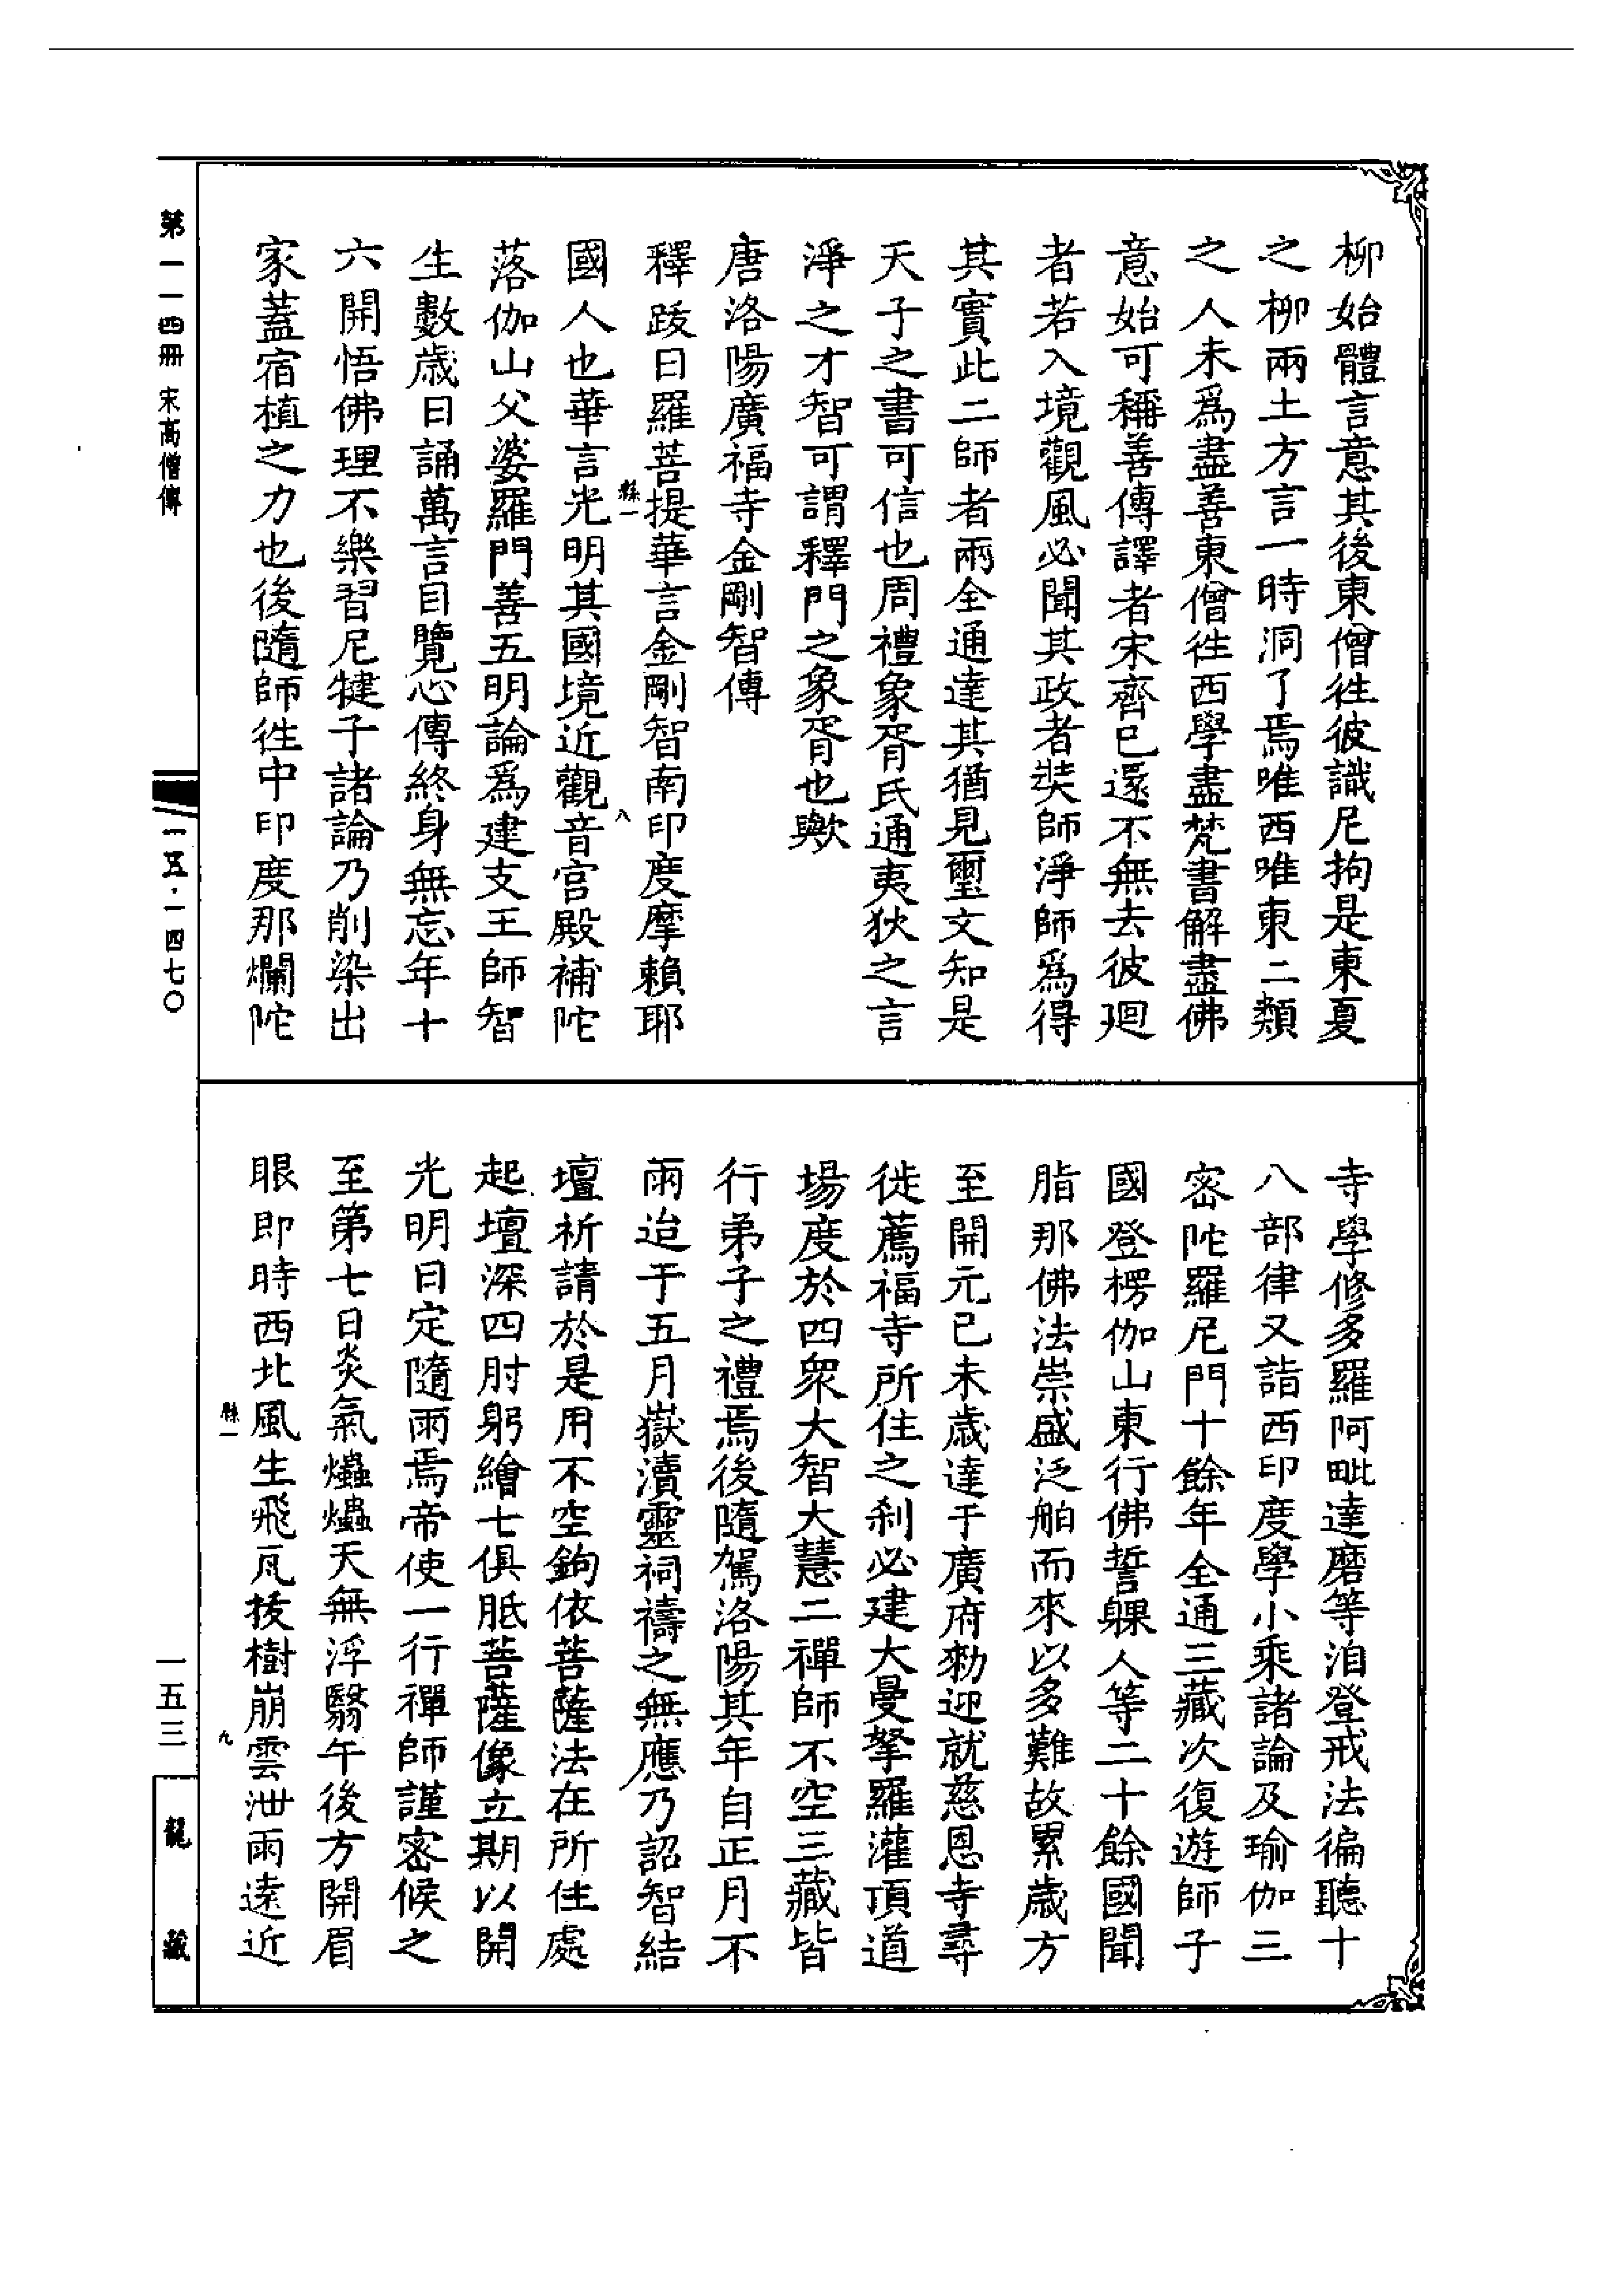 柳始體言意其後東僧往彼識尼拘是東夏
之柳兩土方言一時洞了焉唯西唯東二類
之人未爲盡善東僧往西學盡梵書解盡佛
意始可稱善傳譯者宋齊已還不無去彼迴
者若入境觀風必聞其政者奘師淨師爲得
其實此二師者兩全通達其猶見璽文知是
天子之書可信也周禮象胥氏通夷狄之言
淨之才智可謂釋門之象胥也歟
唐洛陽廣福寺金剛智傳
釋跋日羅菩提華言金剛智南印度摩賴耶
國人也華言光明其國境近觀音宮殿補陀
落伽山父婆羅門善五明論爲建支王師智
生數歲日誦萬言目覽心傳終身無忘年十
六開悟佛理不樂習尼犍子諸論乃削染出
家蓋宿植之力也後隨師往中印度那爛陀
縣一
八
寺學修多羅阿毗達磨等洎登戒法徧聽十
八部律又詣西印度學小乘諸論及瑜伽三
密陀羅尼門十餘年全通三藏次復遊師子
國登楞伽山東行佛誓躶人等二十餘國聞
脂那佛法崇盛泛舶而來以多難故累歲方
至開元己未歲達于廣府勅迎就慈恩寺尋
徙薦福寺所住之刹必建大曼拏羅灌頂道
場度於四衆大智大慧二禪師不空三藏皆
行弟子之禮焉後隨駕洛陽其年自正月不
雨迨于五月嶽瀆靈祠禱之無應乃詔智結
壇祈請於是用不空鉤依菩薩法在所住處
起壇深四肘躬繪七俱胝菩薩像立期以開
光明日定隨雨焉帝使一行禪師謹密候之
至第七日炎氣爞爞天無浮翳午後方開眉
眼即時西北風生飛瓦拔樹崩雲泄雨遠近
縣一
九
第一一四冊 宋高僧傳
一五·一四七〇
一五三
龍藏